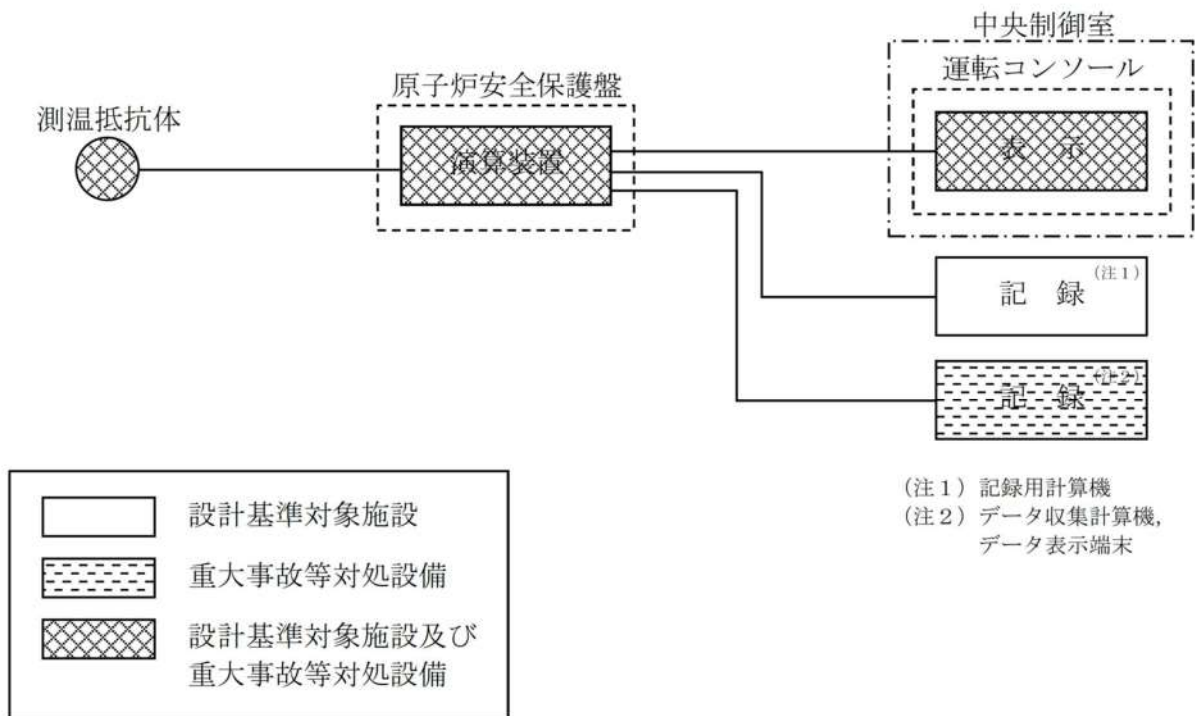 中央制御室
運転コンソール
原子炉安全保護盤
測温抵抗体
演算装置
表 示
記 録 (注1)
記 録 (注2)
(注1) 記録用計算機
(注2) データ収集計算機,
データ表示端末
設計基準対象施設
重大事故等対処設備
設計基準対象施設及び
重大事故等対処設備